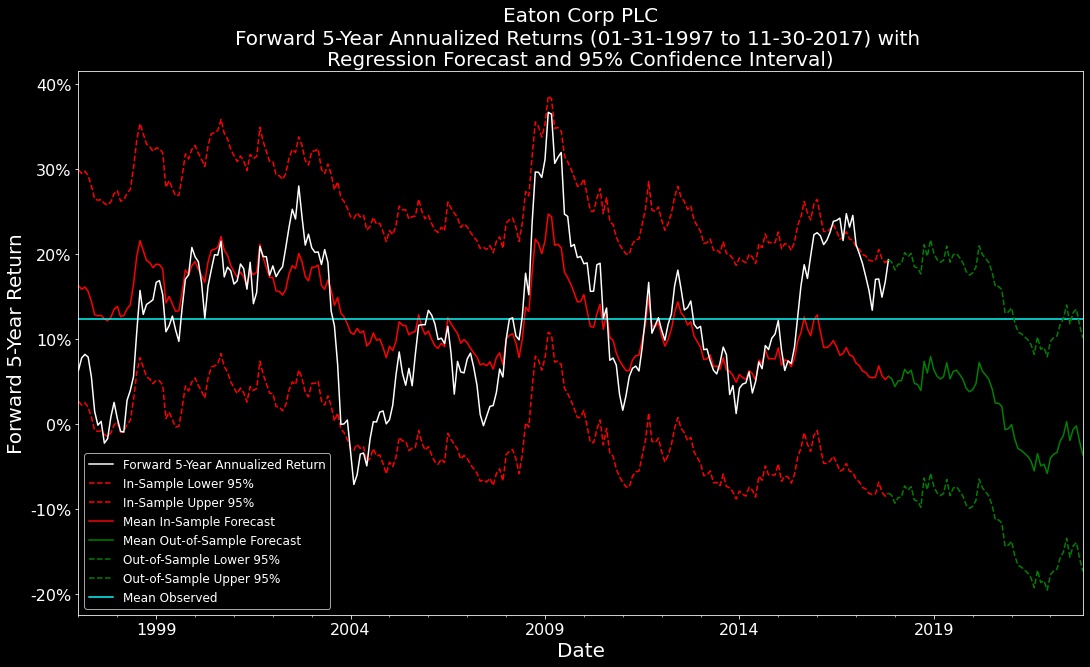 Eaton Corp PLC
Forward 5-Year Annualized Returns (01-31-1997 to 11-30-2017) with
Regression Forecast and 95% Confidence Interval)
40%
30%
20%
10%
0%
-10%
-20%
Forward 5-Year Return
Forward 5-Year Annualized Return
In-Sample Lower 95%
In-Sample Upper 95%
Mean In-Sample Forecast
Mean Out-of-Sample Forecast
Out-of-Sample Lower 95%
Out-of-Sample Upper 95%
Mean Observed
1999 2004 2009 2014 2019
Date